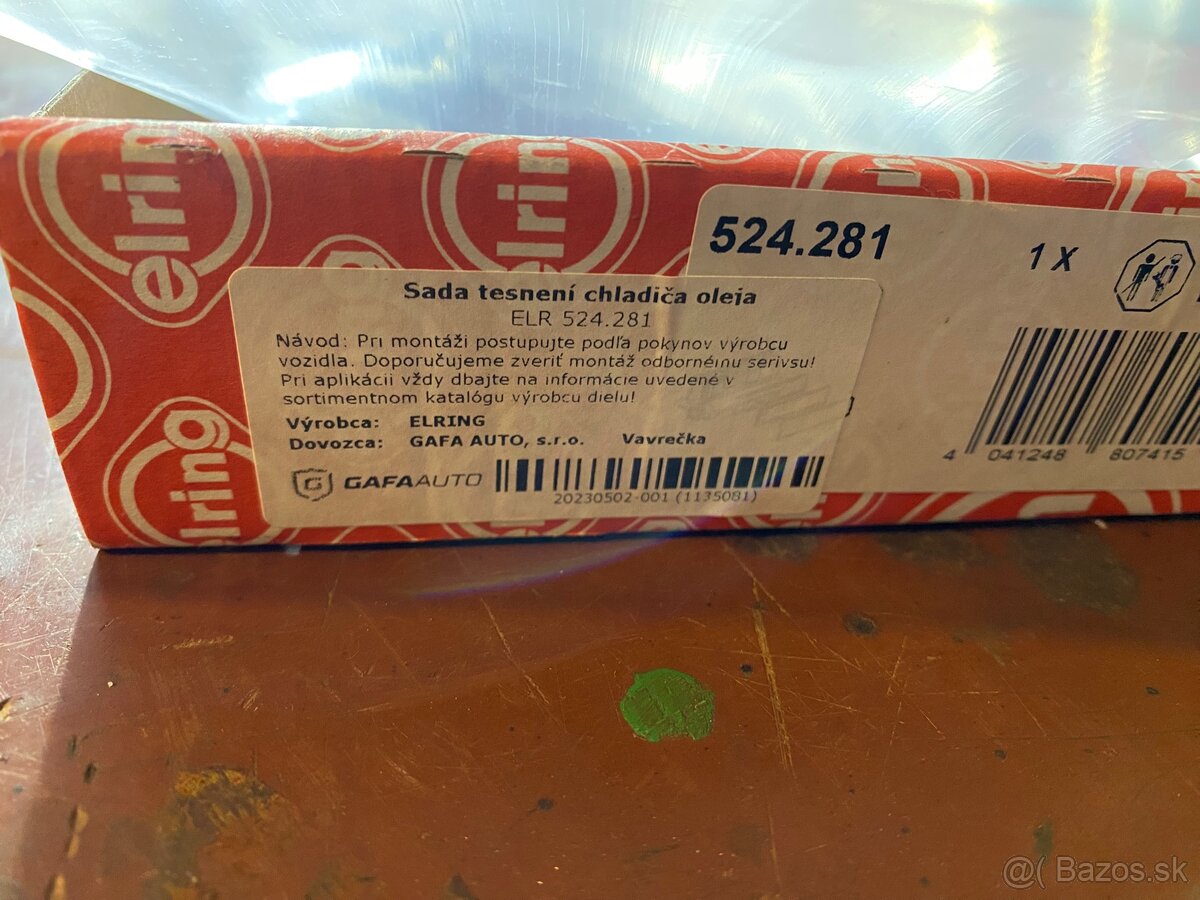 elring
elring
elring
524.281
1 X
Sada tesnení chladiča oleja
ELR 524.281
Návod: Pri montáži postupujte podľa pokynov výrobcu
vozidla. Doporučujeme zveriť montáž odbornému serivsu!
Pri aplikácii vždy dbajte na informácie uvedené v
sortimentnom katalógu výrobcu dielu!
Výrobca: ELRING
Dovozca: GAFA AUTO, s.r.o. Vavrečka
GAFAAUTO
20230502-001 (1135081)
4 041248 807415
@( Bazos.sk